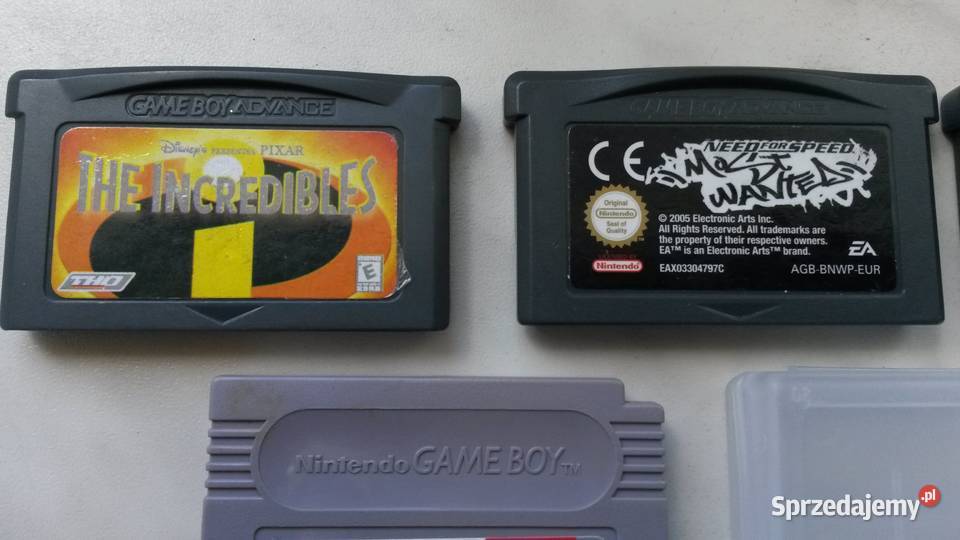 GAME BOY ADVANCE
Disney's PRESENTA PIXAR
THE INCREDIBLES
THQ
E
GAME BOY ADVANCE
CE
NEED FOR SPEED
MOST
WANTED
Original
Nintendo
Seal of
Quality
© 2005 Electronic Arts Inc.
All Rights Reserved. All trademarks are
the property of their respective owners.
EA™ is an Electronic Arts™ brand.
EA
Nintendo
EAX03304797C
AGB-BNWP-EUR
Nintendo GAME BOY TM
Sprzedajemy.pl